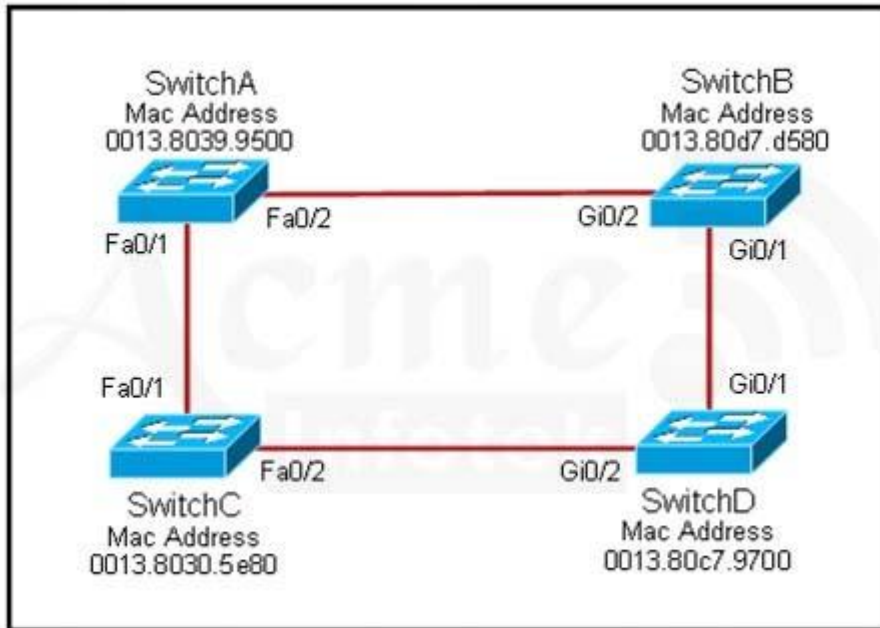 SwitchA
Mac Address
0013.8039.9500
SwitchB
Mac Address
0013.80d7.d580
Fa0/1
Fa0/2
Gi0/2
Gi0/1
Acme
Infotek
Fa0/1
Gi0/1
Fa0/2
Gi0/2
SwitchC
Mac Address
0013.8030.5e80
SwitchD
Mac Address
0013.80c7.9700